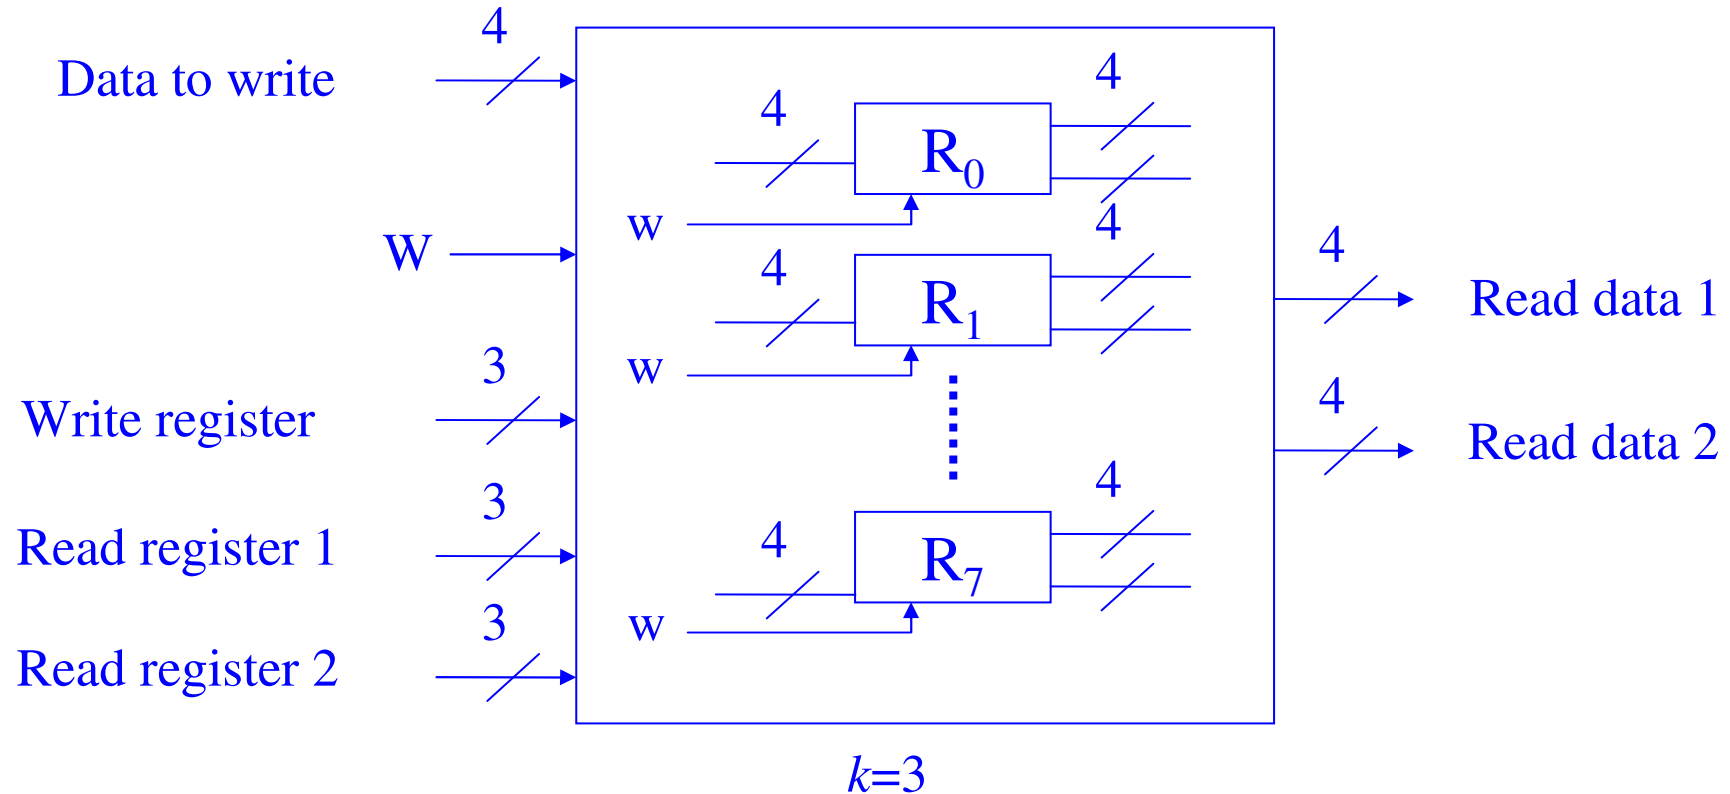 4
Data to write
4
4
R0
w
W
4
4
R1
w
4
Read data 1
3
Write register
4
Read data 2
3
Read register 1
4
4
R7
w
3
Read register 2
k=3